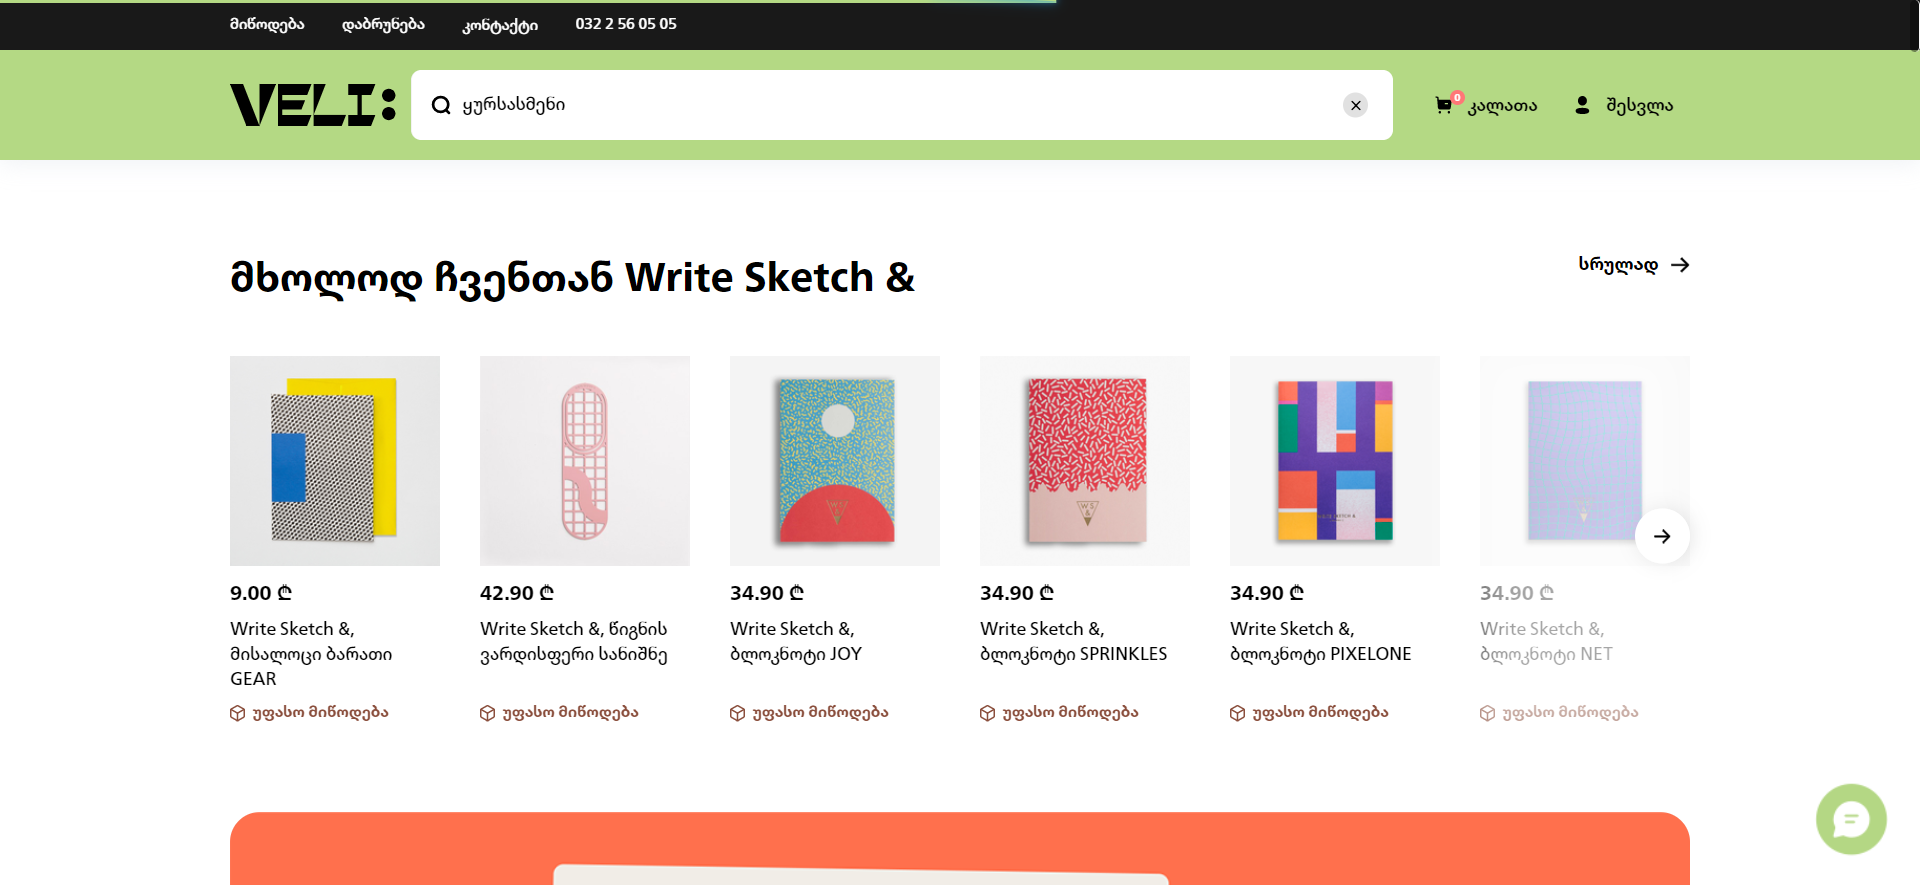 მიწოდება დაბრუნება კონტაქტი 032 2 56 05 05
VELI: ყურსასმენი 0 კალათა შესვლა
მხოლოდ ჩვენთან Write Sketch & სრულად
9.00 ₾
Write Sketch &,
მისალოცი ბარათი
GEAR
უფასო მიწოდება
42.90 ₾
Write Sketch &, წიგნის
ვარდისფერი სანიშნე
უფასო მიწოდება
34.90 ₾
Write Sketch &,
ბლოკნოტი JOY
უფასო მიწოდება
34.90 ₾
Write Sketch &,
ბლოკნოტი SPRINKLES
უფასო მიწოდება
34.90 ₾
Write Sketch &,
ბლოკნოტი PIXELONE
უფასო მიწოდება
34.90 ₾
Write Sketch &,
ბლოკნოტი NET
უფასო მიწოდება